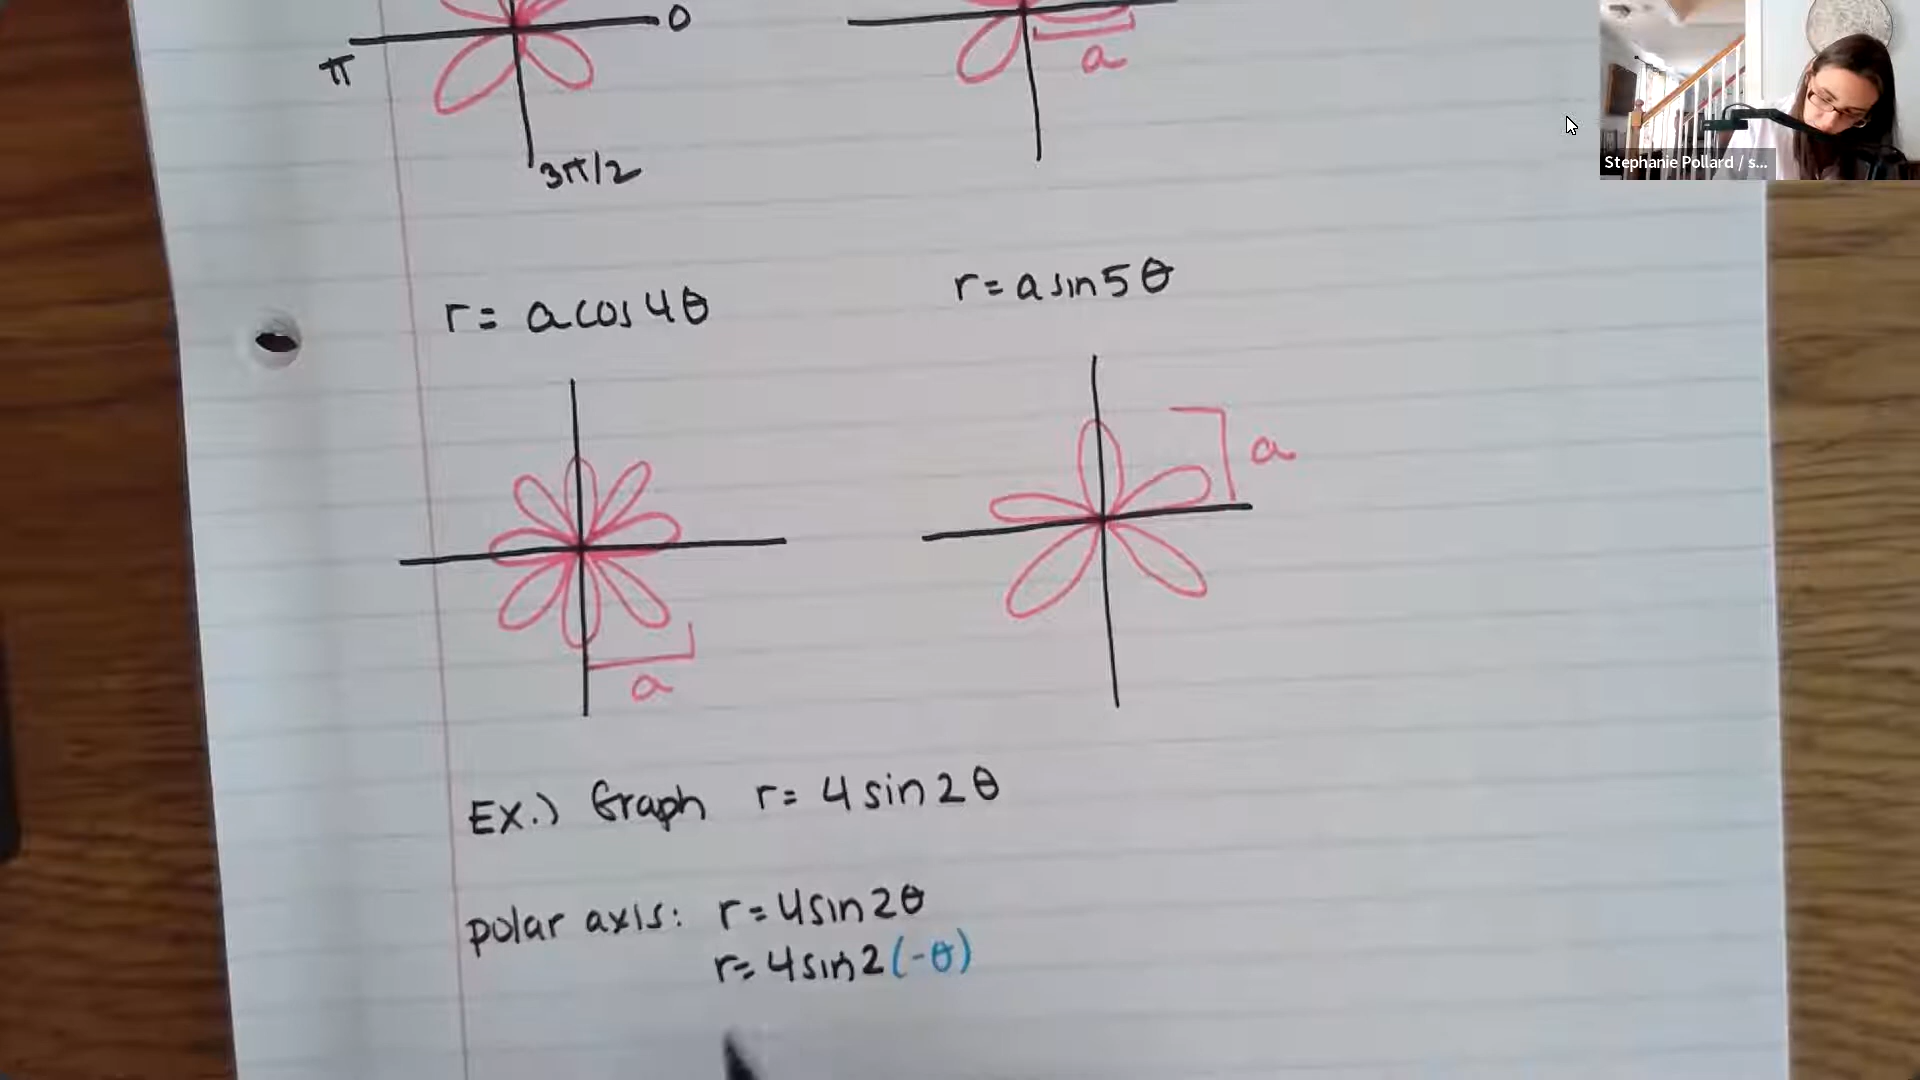 0
π
3π/2
a
Stephanie Pollard / s...
r= a cos 4θ
r= a sin 5θ
a
a
Ex.) Graph r= 4 sin 2θ
polar axis: r= 4 sin 2θ
r= 4 sin 2(-θ)